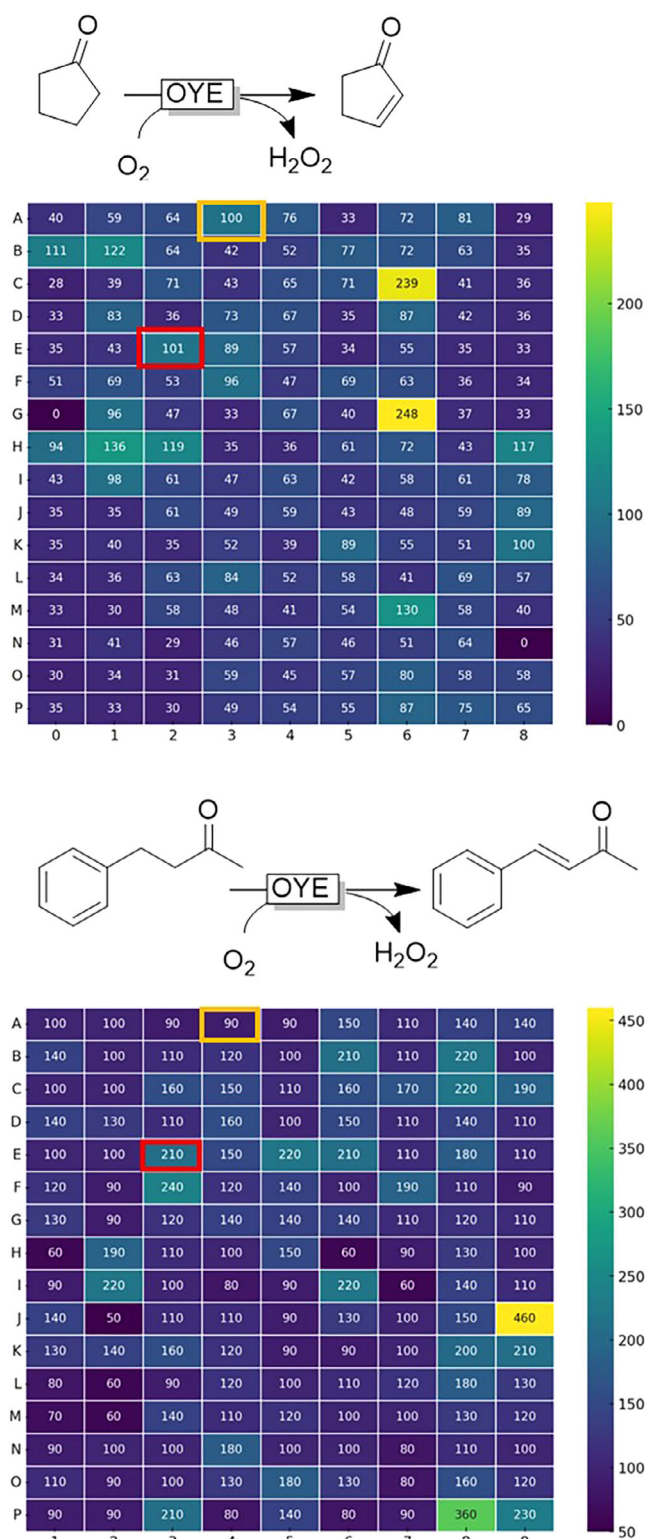 O
OYE
O
O₂
H₂O₂
A 40 59 64 100 76 33 72 81 29
B 111 122 64 42 52 77 72 63 35
C 28 39 71 43 65 71 239 41 36
D 33 83 36 73 67 35 87 42 36
E 35 43 101 89 57 34 55 35 33
F 51 69 53 96 47 69 63 36 34
G 0 96 47 33 67 40 248 37 33
H 94 136 119 35 36 61 72 43 117
I 43 98 61 47 63 42 58 61 78
J 35 35 61 49 59 43 48 59 89
K 35 40 35 52 39 89 55 51 100
L 34 36 63 84 52 58 41 69 57
M 33 30 58 48 41 54 130 58 40
N 31 41 29 46 57 46 51 64 0
O 30 34 31 59 45 57 80 58 58
P 35 33 30 49 54 55 87 75 65
0 1 2 3 4 5 6 7 8
200
150
100
50
0
O
OYE
O
O₂
H₂O₂
A 100 100 90 90 90 150 110 140 140
B 140 100 110 120 100 210 110 220 100
C 100 100 160 150 110 160 170 220 190
D 140 130 110 160 100 150 110 140 110
E 100 100 210 150 220 210 110 180 110
F 120 90 240 120 140 100 190 110 90
G 130 90 120 140 140 140 110 120 110
H 60 190 110 100 150 60 90 130 100
I 90 220 100 80 90 220 60 140 110
J 140 50 110 110 90 130 100 150 460
K 130 140 160 120 90 90 100 200 210
L 80 60 90 120 100 110 120 180 130
M 70 60 140 110 120 100 100 130 120
N 90 100 100 180 100 100 80 110 100
O 110 90 100 130 180 130 80 160 120
P 90 90 210 80 140 80 90 360 230
450
400
350
300
250
200
150
100
50